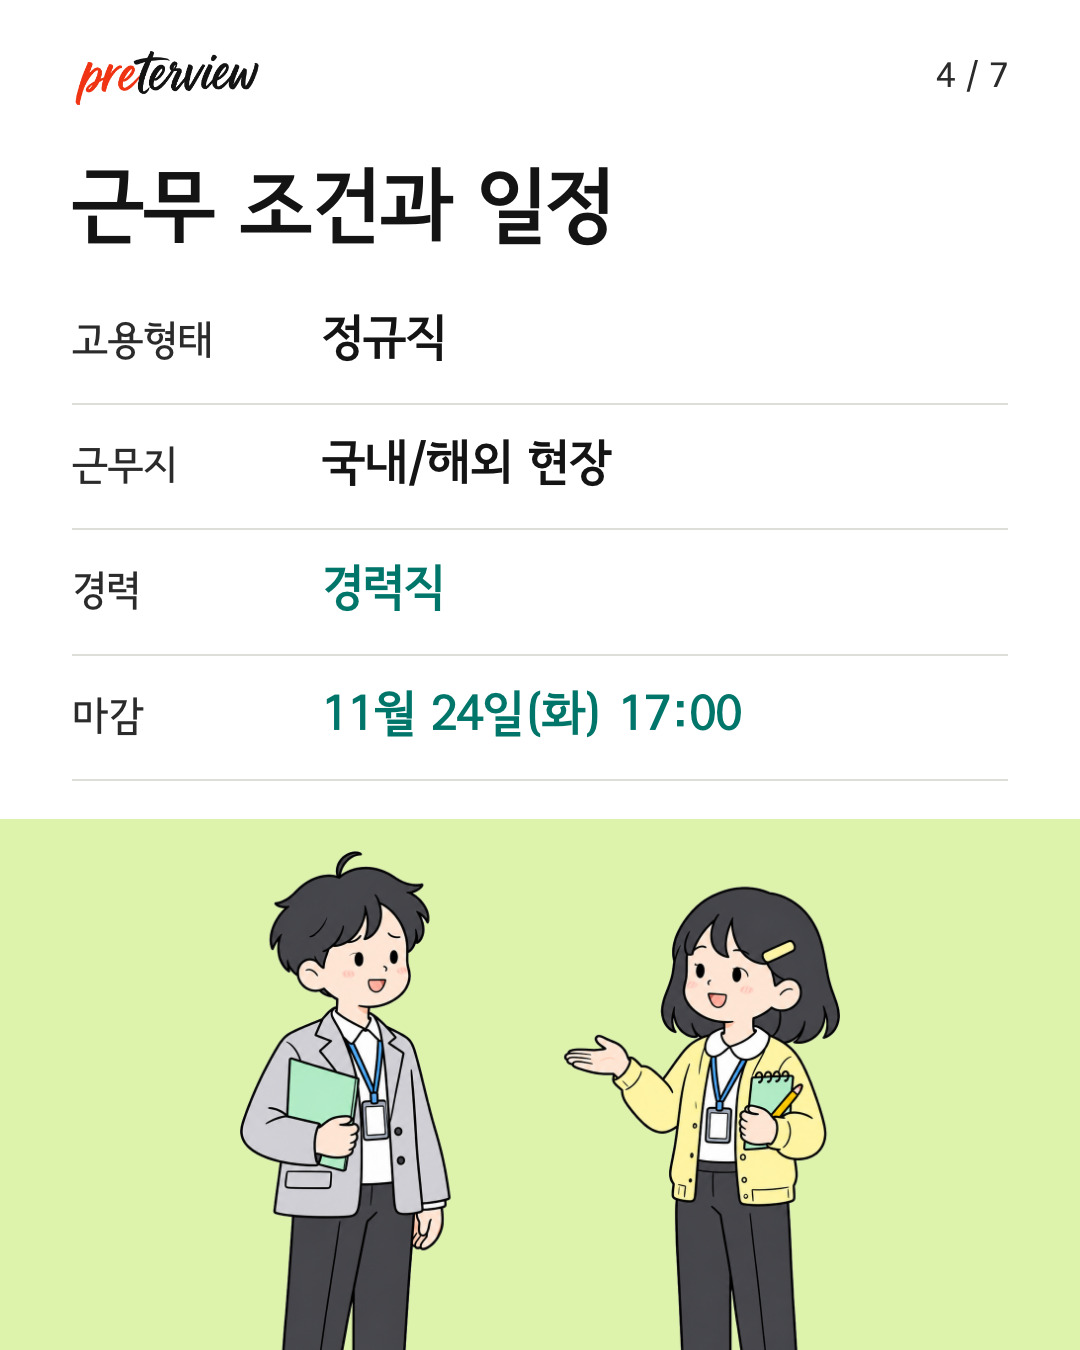 preterview
4 / 7
근무 조건과 일정
고용형태 정규직
근무지 국내/해외 현장
경력 경력직
마감 11월 24일(화) 17:00